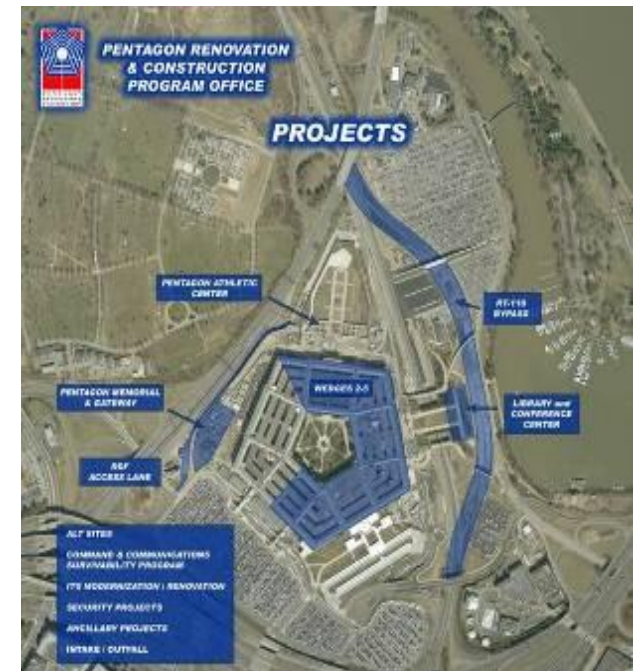 PENTAGON RENOVATION
& CONSTRUCTION
PROGRAM OFFICE
PROJECTS
PENTAGON ATHLETIC
CENTER
RT-110
BYPASS
WEDGES 2-5
PENTAGON MEMORIAL
& GATEWAY
LIBRARY and
CONFERENCE
CENTER
ACCESS LANE
ALT SITES
COMMAND & COMMUNICATIONS
SURVIVABILITY PROGRAM
ITS MODERNIZATION / RENOVATION
SECURITY PROJECTS
ANCILLARY PROJECTS
INTAKE / OUTFALL